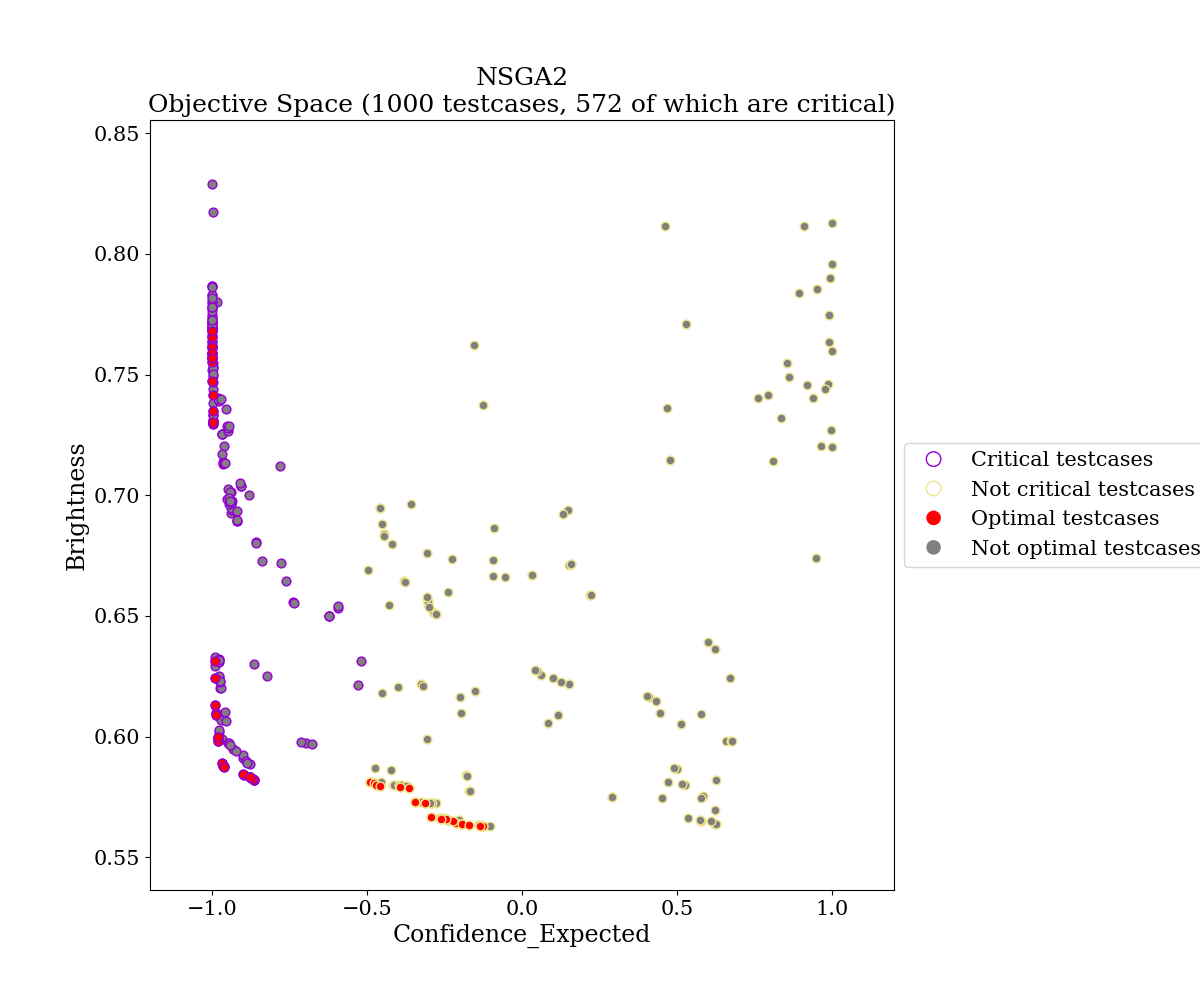 NSGA2
Objective Space (1000 testcases, 572 of which are critical)
0.85
0.80
0.75
0.70
0.65
0.60
0.55
Brightness
−1.0
−0.5
0.0
0.5
1.0
Confidence_Expected
Critical testcases
Not critical testcases
Optimal testcases
Not optimal testcases